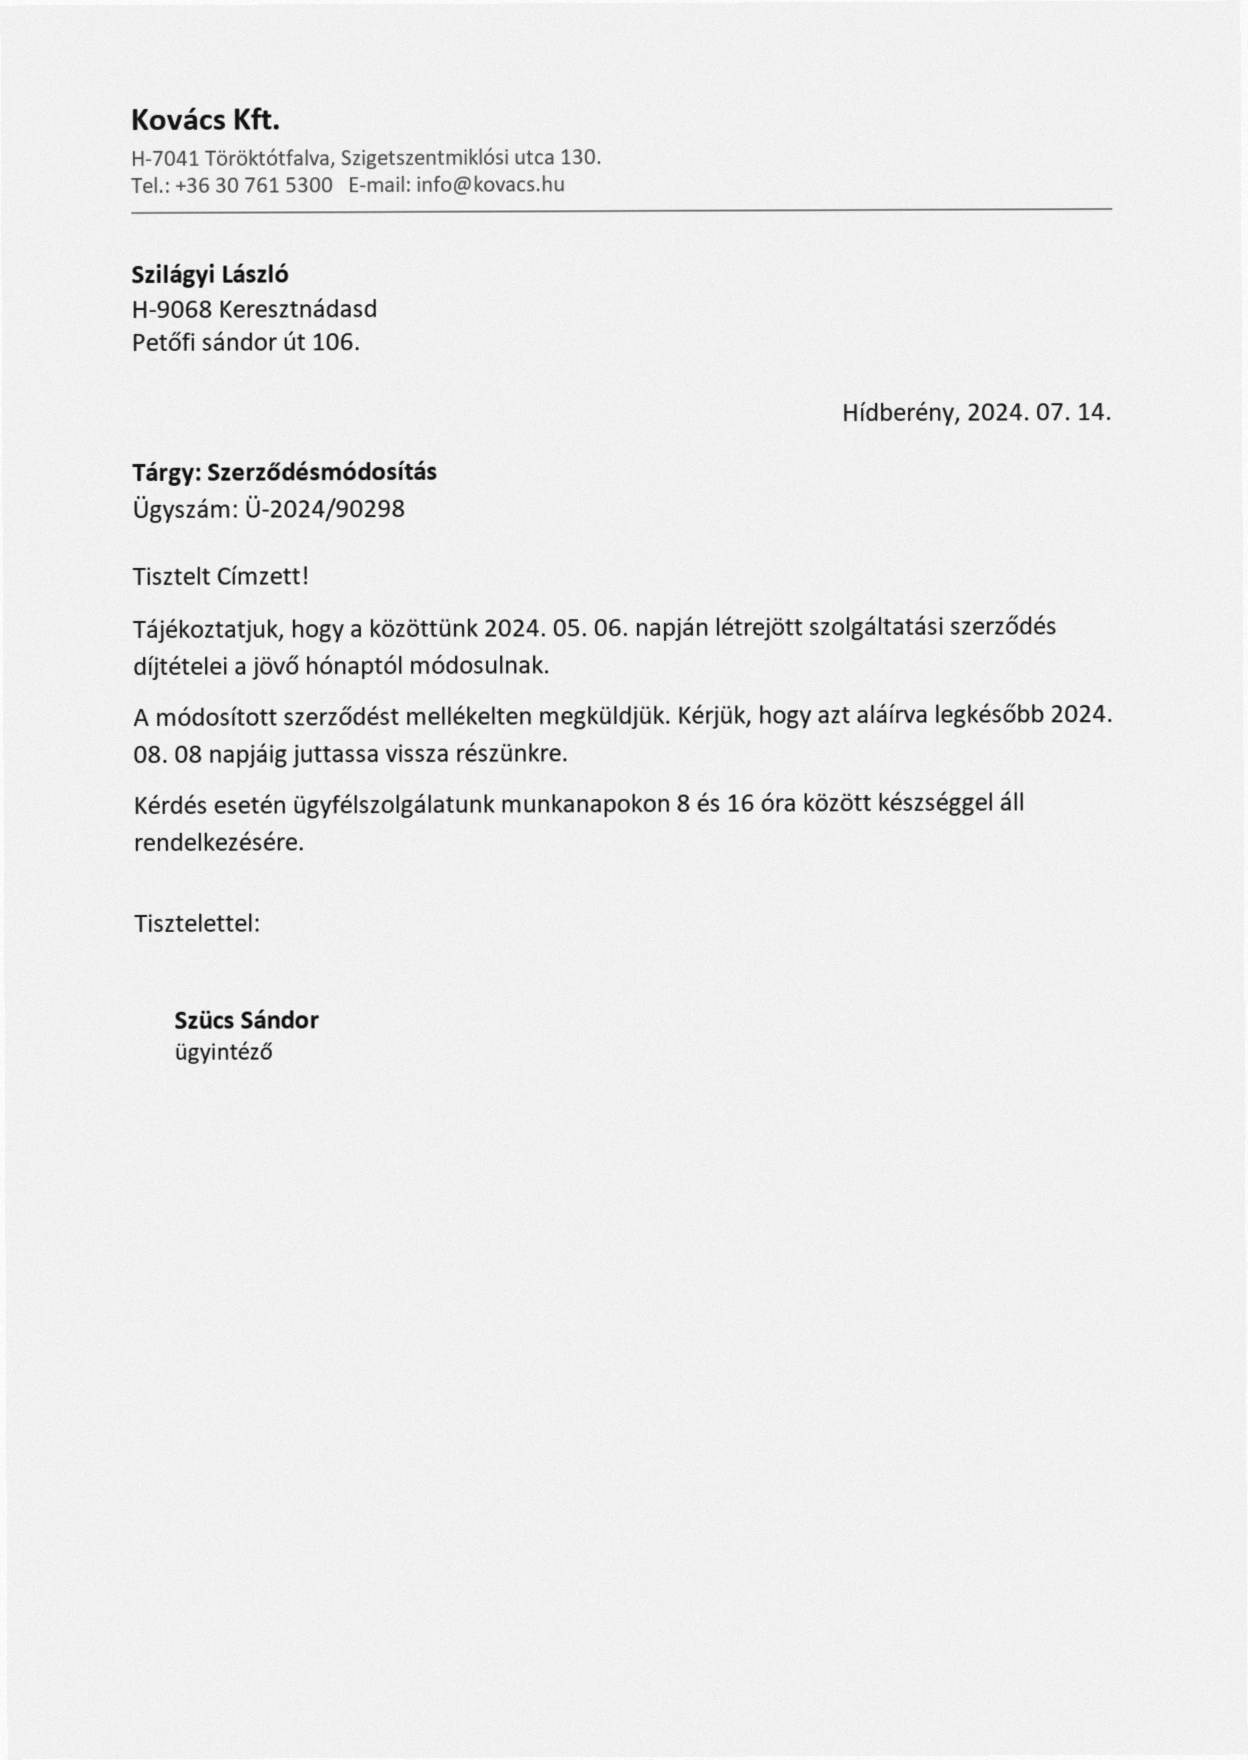 Kovács Kft.
H-7041 Töröktótfalva, Szigetszentmiklósi utca 130.
Tel.: +36 30 761 5300   E-mail: info@kovacs.hu
Szilágyi László
H-9068 Keresztnádasd
Petőfi sándor út 106.
Hídberény, 2024. 07. 14.
Tárgy: Szerződésmódosítás
Ügyszám: Ü-2024/90298
Tisztelt Címzett!
Tájékoztatjuk, hogy a közöttünk 2024. 05. 06. napján létrejött szolgáltatási szerződés
díjtételei a jövő hónaptól módosulnak.
A módosított szerződést mellékelten megküldjük. Kérjük, hogy azt aláírva legkésőbb 2024.
08. 08 napjáig juttassa vissza részünkre.
Kérdés esetén ügyfélszolgálatunk munkanapokon 8 és 16 óra között készséggel áll
rendelkezésére.
Tisztelettel:
Szücs Sándor
ügyintéző